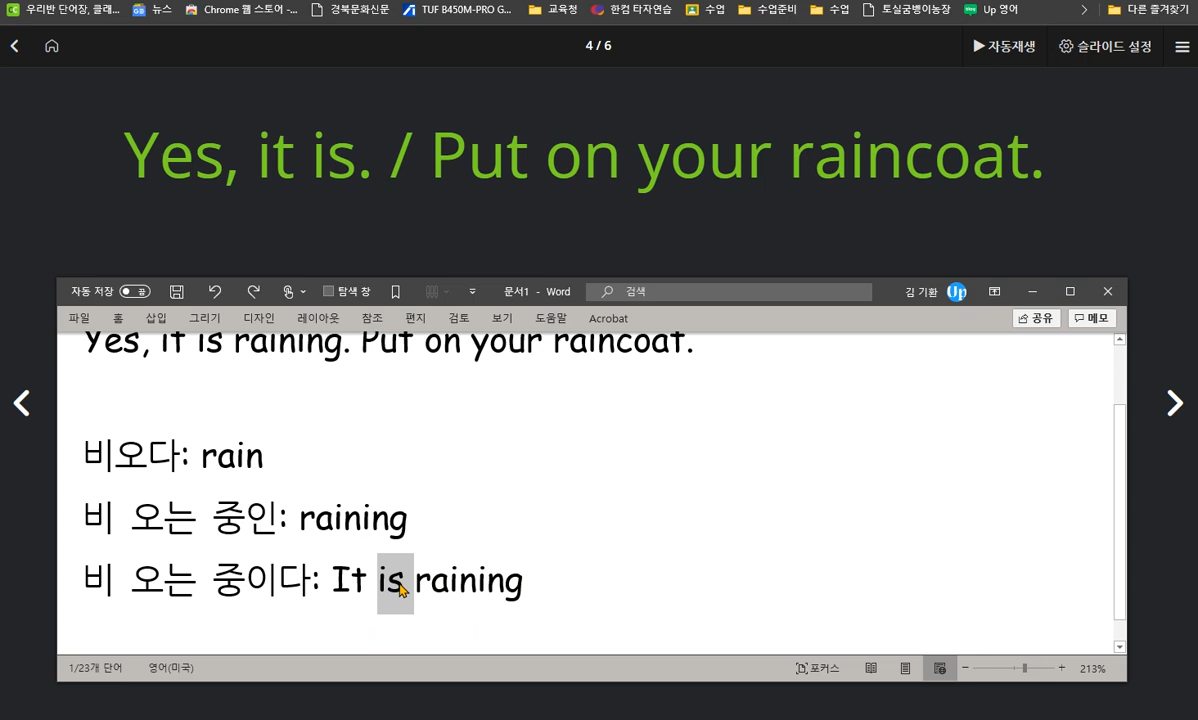 우리반 단어장, 클래... 뉴스 Chrome 웹 스토어 -... 경북문화신문 TUF B450M-PRO G... 교육청 한컴 타자연습 수업 수업준비 수업 토실굼벵이농장 Up 영어 다른 즐겨찾기
4 / 6 자동재생 슬라이드 설정
Yes, it is. / Put on your raincoat.
자동 저장 끔 탐색 창 문서1 - Word 검색 김 기환 Up
파일 홈 삽입 그리기 디자인 레이아웃 참조 편지 검토 보기 도움말 Acrobat 공유 메모
Yes, it is raining. Put on your raincoat.
비오다: rain
비 오는 중인: raining
비 오는 중이다: It is raining
1/23개 단어 영어(미국) 포커스 213%